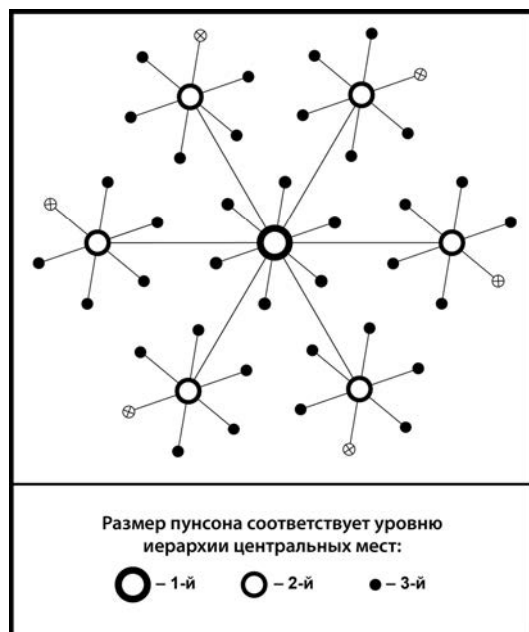 Размер пунсона соответствует уровню
иерархии центральных мест:
– 1-й – 2-й – 3-й